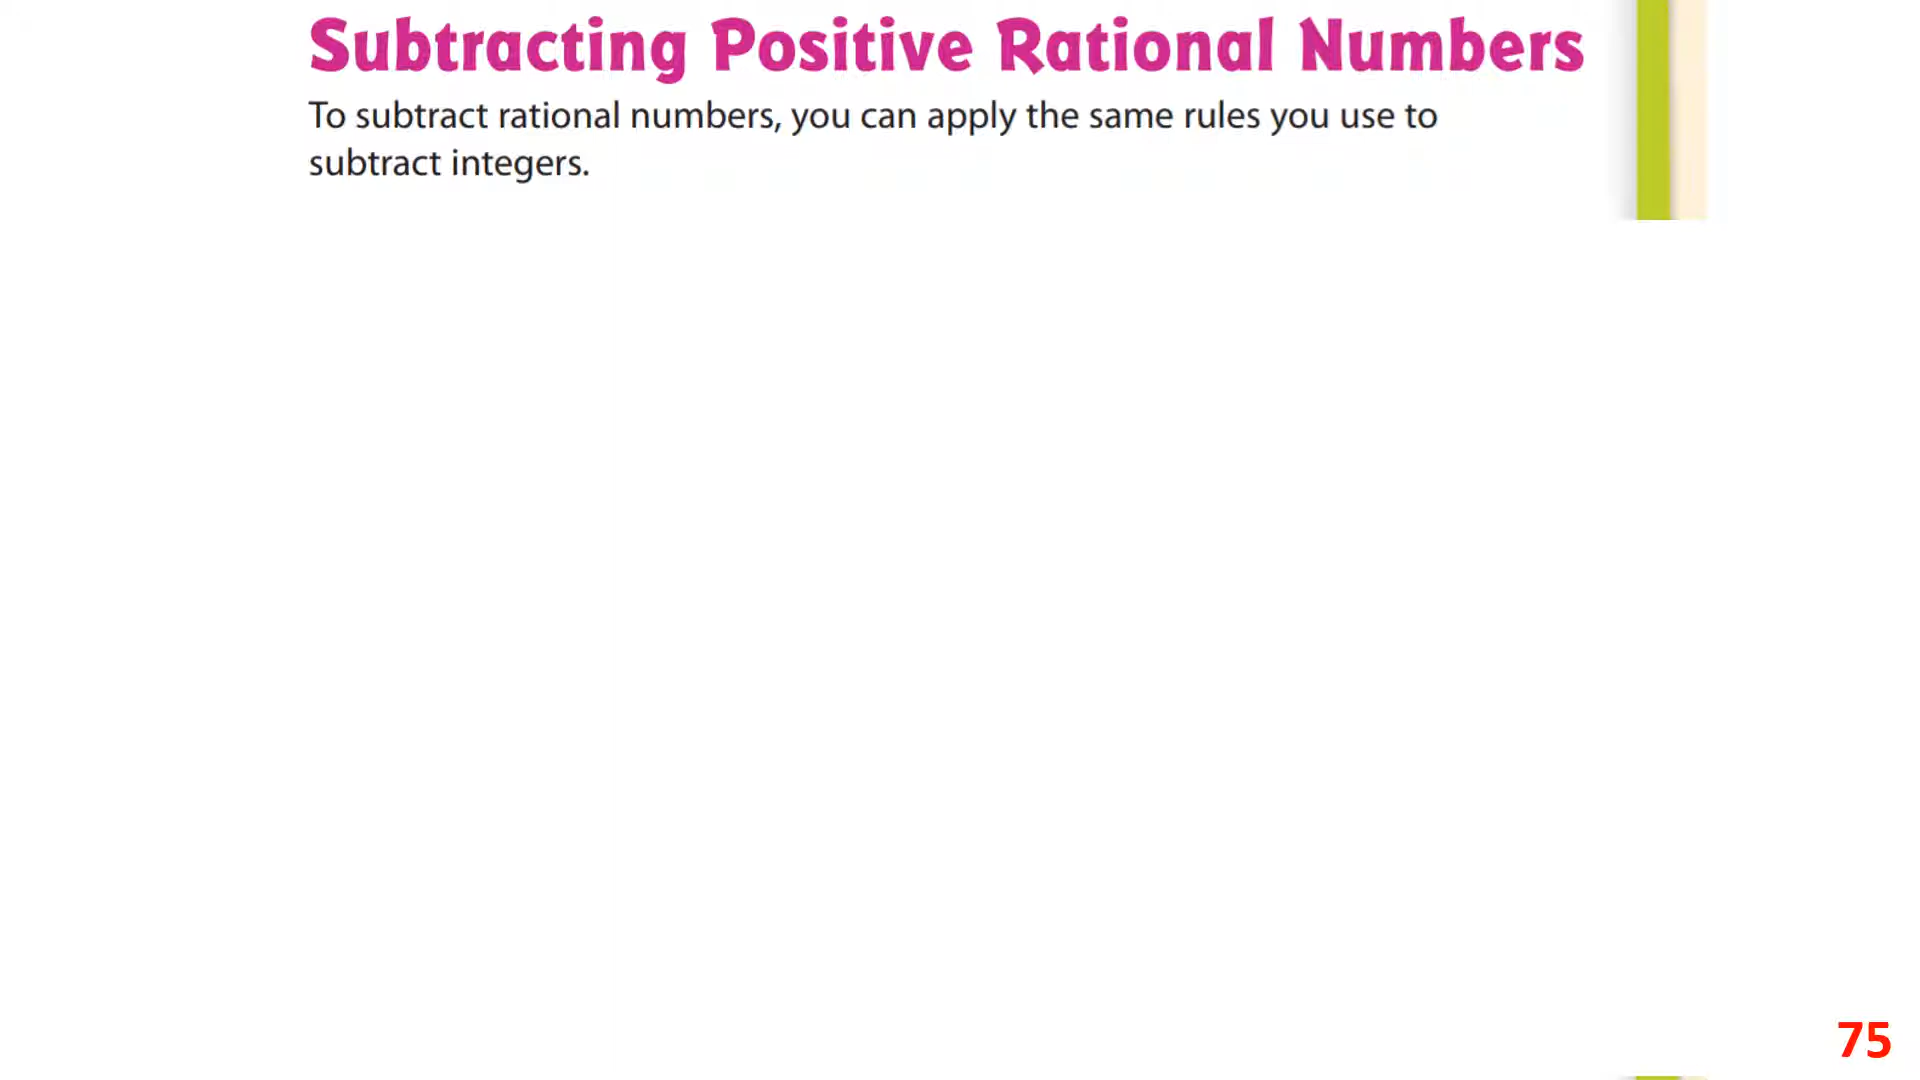 Subtracting Positive Rational Numbers
To subtract rational numbers, you can apply the same rules you use to
subtract integers.
75